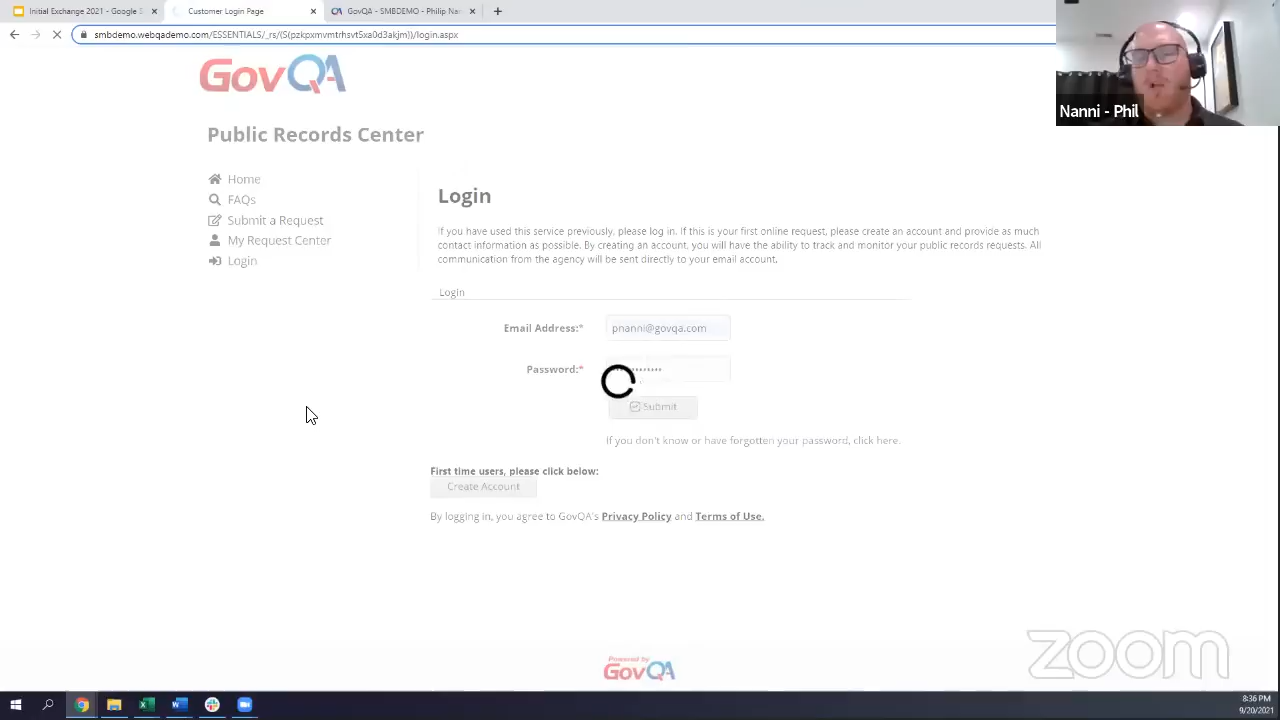 Initial Exchange 2021 - Google S
Customer Login Page
GovQA - SMBDEMO - Philip Nan
smbdemo.webqademo.com/ESSENTIALS/_rs/(S(pzkpxmvmtrhsvt5xa0d3akjm))/login.aspx
GovQA
Nanni - Phil
Public Records Center
Home
FAQs
Submit a Request
My Request Center
Login
Login
If you have used this service previously, please log in. If this is your first online request, please create an account and provide as much
contact information as possible. By creating an account, you will have the ability to track and monitor your public records requests. All
communication from the agency will be sent directly to your email account.
Login
Email Address:*
pnanni@govqa.com
Password:*
Submit
If you don't know or have forgotten your password, click here.
First time users, please click below:
Create Account
By logging in, you agree to GovQA's Privacy Policy and Terms of Use.
zoom
Powered by
GovQA
8:36 PM
9/20/2021